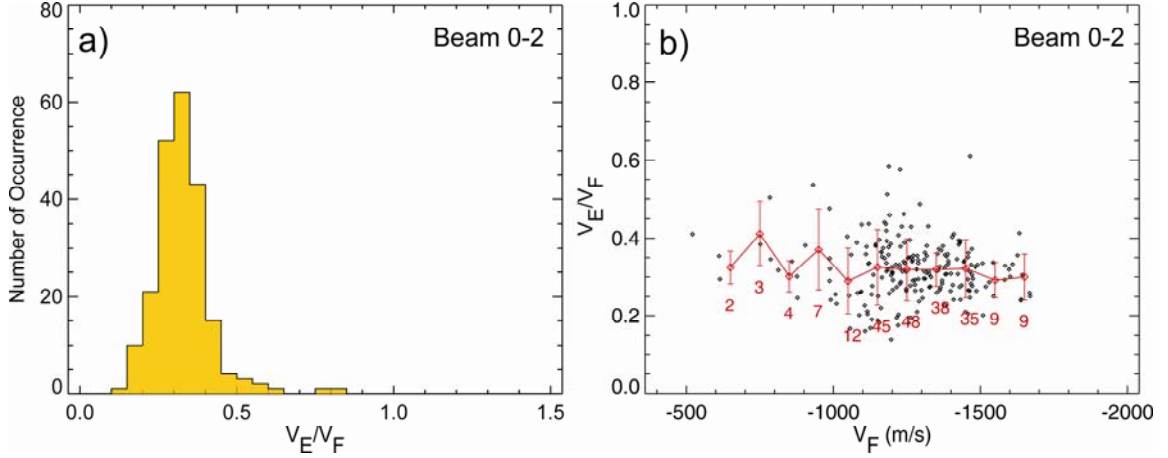 a)
Beam 0-2
80
60
40
20
0
Number of Occurrence
0.0 0.5 1.0 1.5
V_E/V_F
b)
Beam 0-2
1.0
0.8
0.6
0.4
0.2
0.0
V_E/V_F
2 3 4 7 12 45 48 38 35 9 9
-500 -1000 -1500 -2000
V_F (m/s)